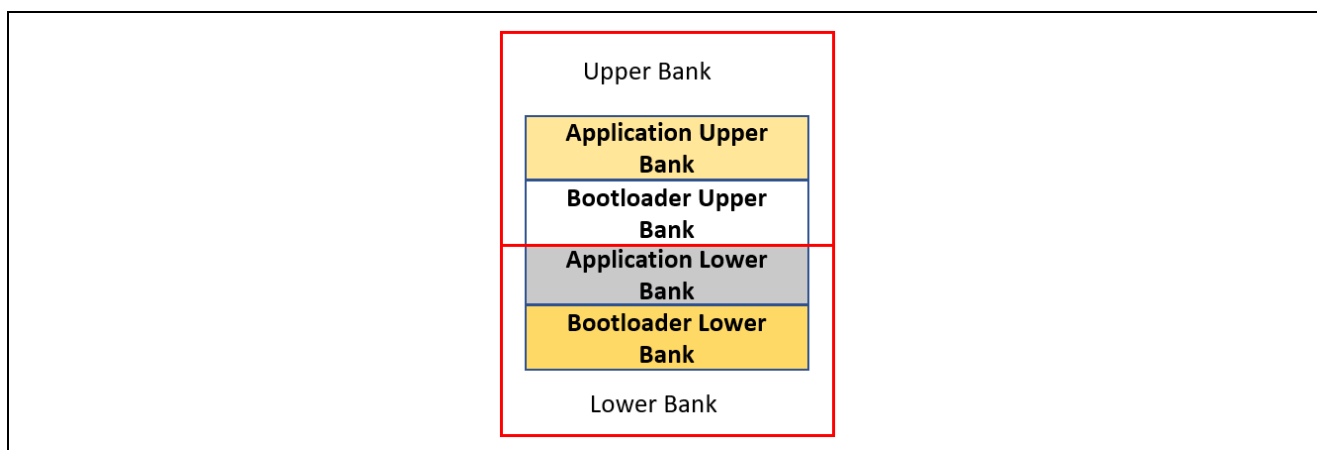 Upper Bank
Application Upper
Bank
Bootloader Upper
Bank
Application Lower
Bank
Bootloader Lower
Bank
Lower Bank